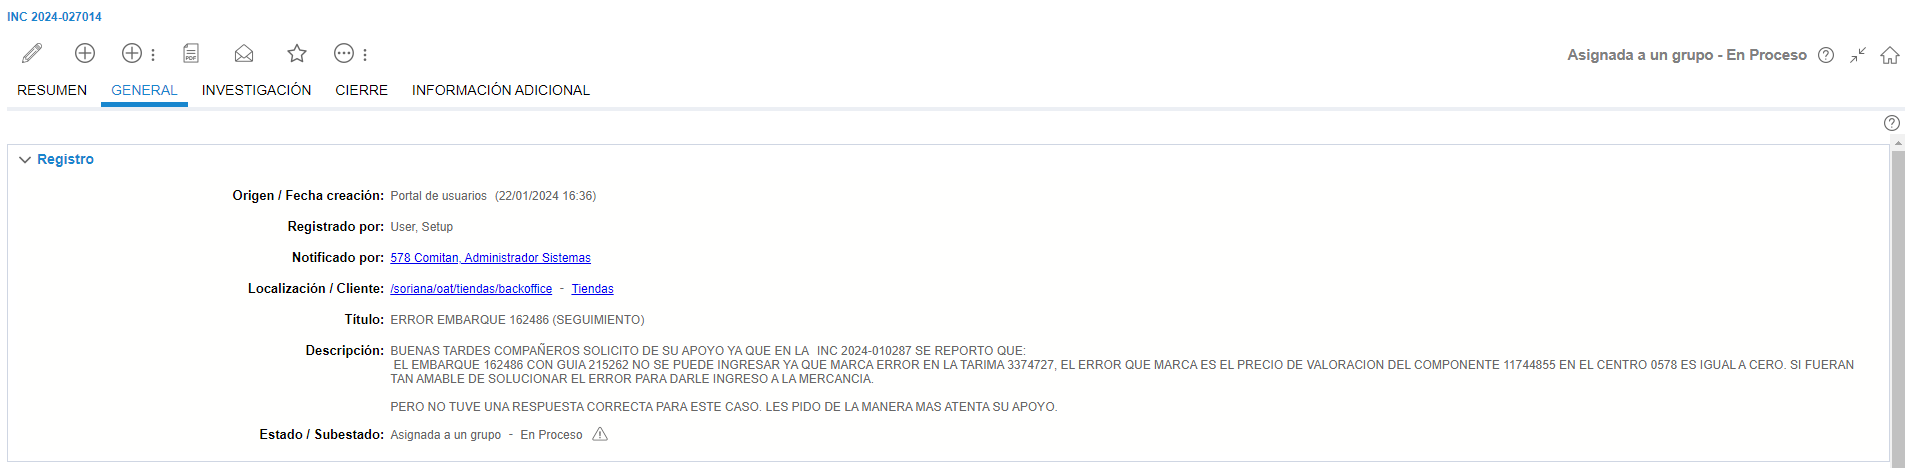 INC 2024-027014
PDF
Asignada a un grupo - En Proceso
RESUMEN GENERAL INVESTIGACIÓN CIERRE INFORMACIÓN ADICIONAL
Registro
Origen / Fecha creación: Portal de usuarios (22/01/2024 16:36)
Registrado por: User, Setup
Notificado por: 578 Comitan, Administrador Sistemas
Localización / Cliente: /soriana/oat/tiendas/backoffice - Tiendas
Título: ERROR EMBARQUE 162486 (SEGUIMIENTO)
Descripción: BUENAS TARDES COMPAÑEROS SOLICITO DE SU APOYO YA QUE EN LA INC 2024-010287 SE REPORTO QUE:
EL EMBARQUE 162486 CON GUIA 215262 NO SE PUEDE INGRESAR YA QUE MARCA ERROR EN LA TARIMA 3374727, EL ERROR QUE MARCA ES EL PRECIO DE VALORACION DEL COMPONENTE 11744855 EN EL CENTRO 0578 ES IGUAL A CERO. SI FUERAN
TAN AMABLE DE SOLUCIONAR EL ERROR PARA DARLE INGRESO A LA MERCANCIA.
PERO NO TUVE UNA RESPUESTA CORRECTA PARA ESTE CASO. LES PIDO DE LA MANERA MAS ATENTA SU APOYO.
Estado / Subestado: Asignada a un grupo - En Proceso